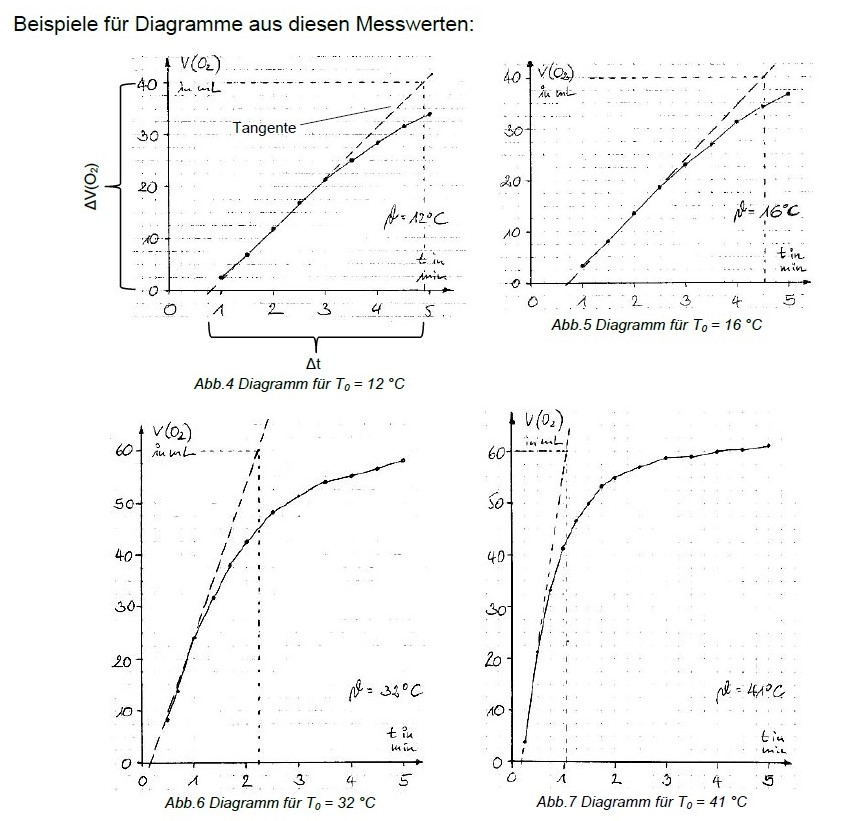 Beispiele für Diagramme aus diesen Messwerten:
V(O₂)
in mL
40
30
20
10
0
ΔV(O₂)
Tangente
ϑ = 12°C
t in
min
0 1 2 3 4 5
Δt
Abb.4 Diagramm für T₀ = 12 °C
V(O₂)
in mL
40
30
20
10
0
ϑ = 16°C
t in
min
0 1 2 3 4 5
Abb.5 Diagramm für T₀ = 16 °C
V(O₂)
in mL
60
50
40
30
20
10
0
ϑ = 32°C
t in
min
0 1 2 3 4 5
Abb.6 Diagramm für T₀ = 32 °C
V(O₂)
in mL
60
50
40
30
20
10
0
ϑ = 41°C
t in
min
0 1 2 3 4 5
Abb.7 Diagramm für T₀ = 41 °C